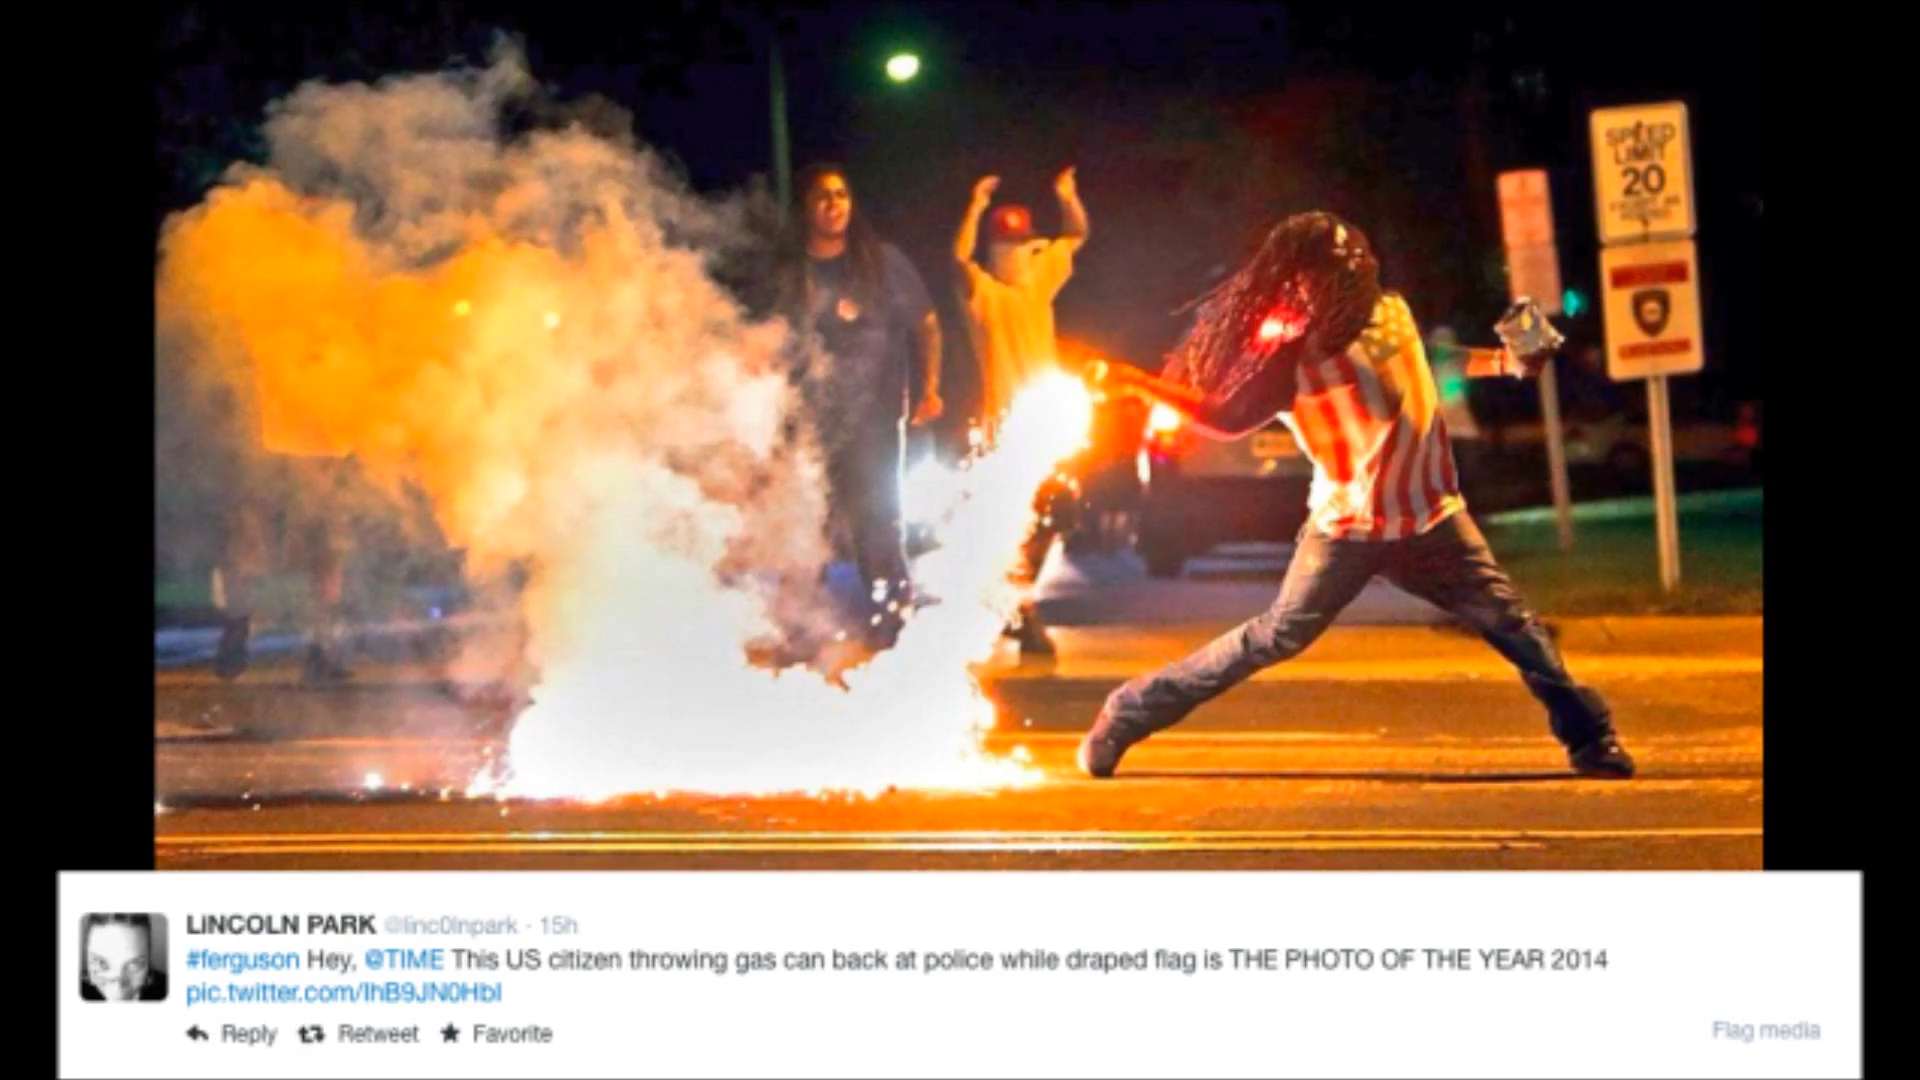 SPEED
LIMIT
20
LINCOLN PARK @linc0lnpark · 15h
#ferguson Hey, @TIME This US citizen throwing gas can back at police while draped flag is THE PHOTO OF THE YEAR 2014
pic.twitter.com/lhB9JN0Hbl
Reply Retweet Favorite
Flag media